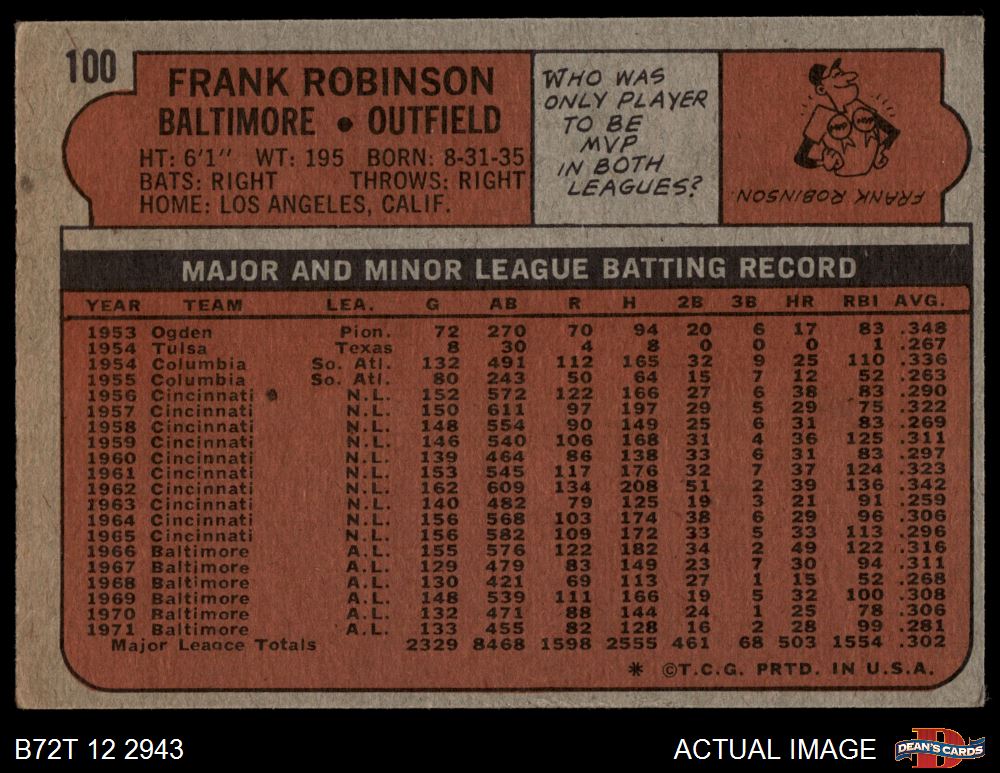 100
FRANK ROBINSON
BALTIMORE • OUTFIELD
HT: 6'1" WT: 195 BORN: 8-31-35
BATS: RIGHT THROWS: RIGHT
HOME: LOS ANGELES, CALIF.
WHO WAS
ONLY PLAYER
TO BE
MVP
IN BOTH
LEAGUES?
MVP MVP
FRANK ROBINSON
MAJOR AND MINOR LEAGUE BATTING RECORD
YEAR TEAM LEA. G AB R H 2B 3B HR RBI AVG.
1953 Ogden Pion. 72 270 70 94 20 6 17 83 .348
1954 Tulsa Texas 8 30 4 8 0 0 0 1 .267
1954 Columbia So. Atl. 132 491 112 165 32 9 25 110 .336
1955 Columbia So. Atl. 80 243 50 64 15 7 12 52 .263
1956 Cincinnati N.L. 152 572 122 166 27 6 38 83 .290
1957 Cincinnati N.L. 150 611 97 197 29 5 29 75 .322
1958 Cincinnati N.L. 148 554 90 149 25 6 31 83 .269
1959 Cincinnati N.L. 146 540 106 168 31 4 36 125 .311
1960 Cincinnati N.L. 139 464 86 138 33 6 31 83 .297
1961 Cincinnati N.L. 153 545 117 176 32 7 37 124 .323
1962 Cincinnati N.L. 162 609 134 208 51 2 39 136 .342
1963 Cincinnati N.L. 140 482 79 125 19 3 21 91 .259
1964 Cincinnati N.L. 156 568 103 174 38 6 29 96 .306
1965 Cincinnati N.L. 156 582 109 172 33 5 33 113 .296
1966 Baltimore A.L. 155 576 122 182 34 2 49 122 .316
1967 Baltimore A.L. 129 479 83 149 23 7 30 94 .311
1968 Baltimore A.L. 130 421 69 113 27 1 15 52 .268
1969 Baltimore A.L. 148 539 111 166 19 5 32 100 .308
1970 Baltimore A.L. 132 471 88 144 24 1 25 78 .306
1971 Baltimore A.L. 133 455 82 128 16 2 28 99 .281
Major League Totals 2329 8468 1598 2555 461 68 503 1554 .302
* ©T.C.G. PRTD. IN U.S.A.
B72T 12 2943
ACTUAL IMAGE
DEAN'S CARDS